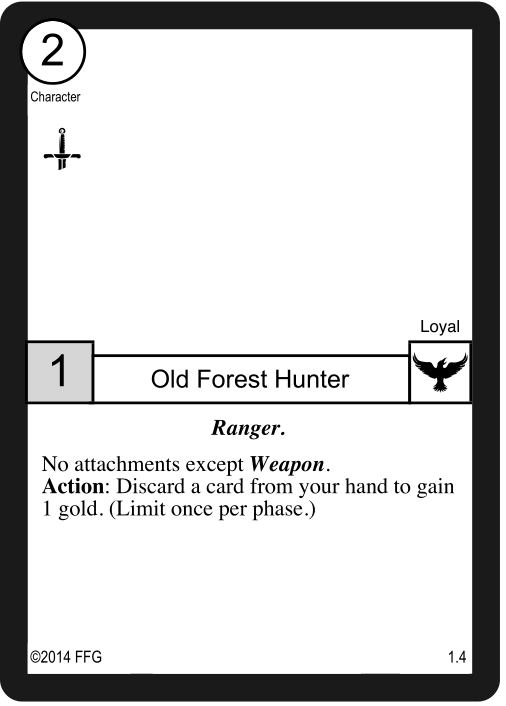 2
Character
Loyal
1
Old Forest Hunter
Ranger.
No attachments except Weapon.
Action: Discard a card from your hand to gain
1 gold. (Limit once per phase.)
©2014 FFG
1.4